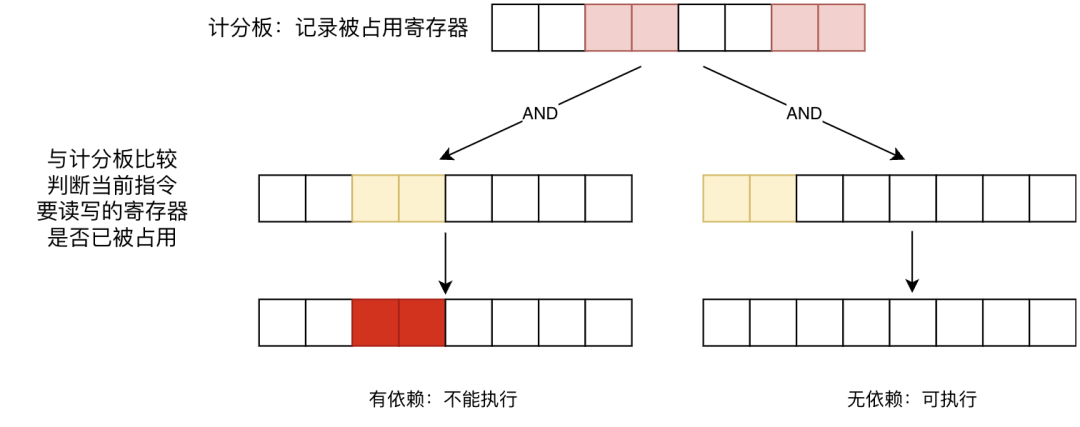 计分板：记录被占用寄存器
AND
AND
与计分板比较
判断当前指令
要读写的寄存器
是否已被占用
有依赖：不能执行
无依赖：可执行